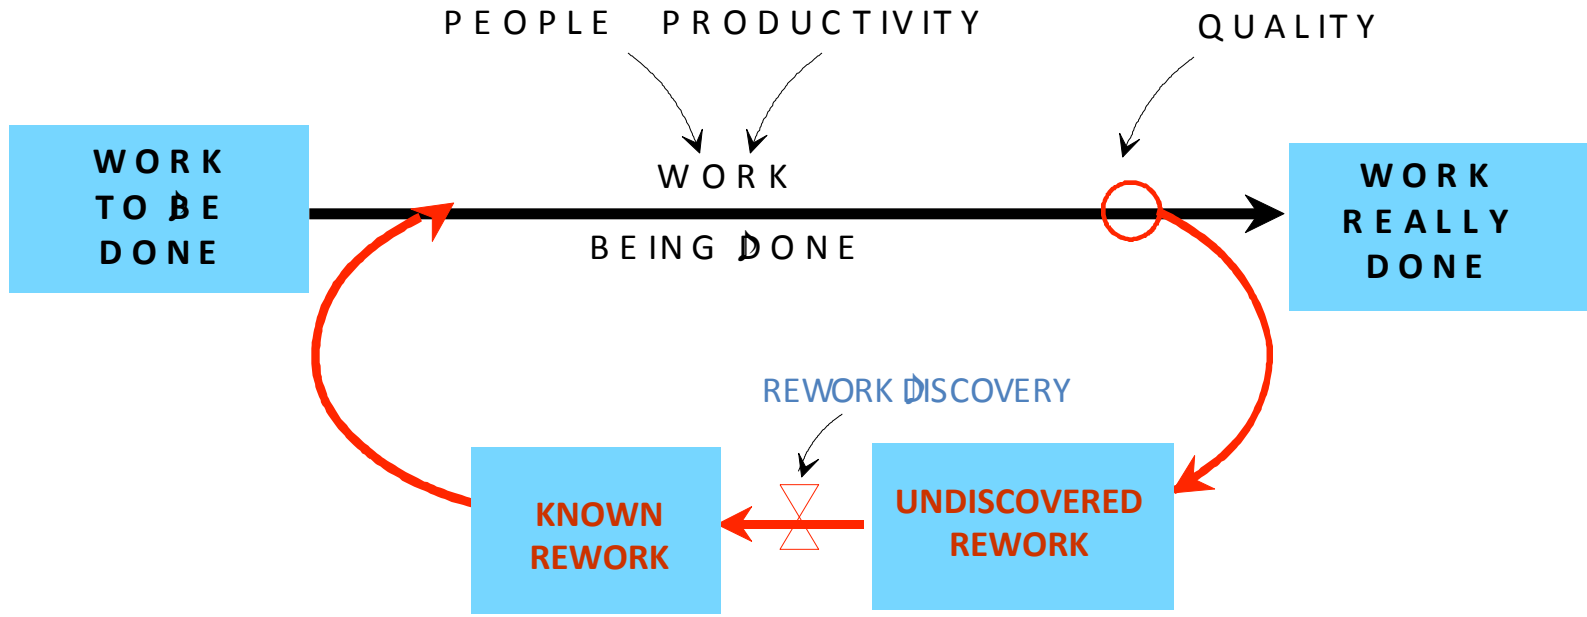 PEOPLE PRODUCTIVITY QUALITY
WORK
TO BE
DONE
WORK
BEING DONE
WORK
REALLY
DONE
REWORK DISCOVERY
KNOWN
REWORK
UNDISCOVERED
REWORK